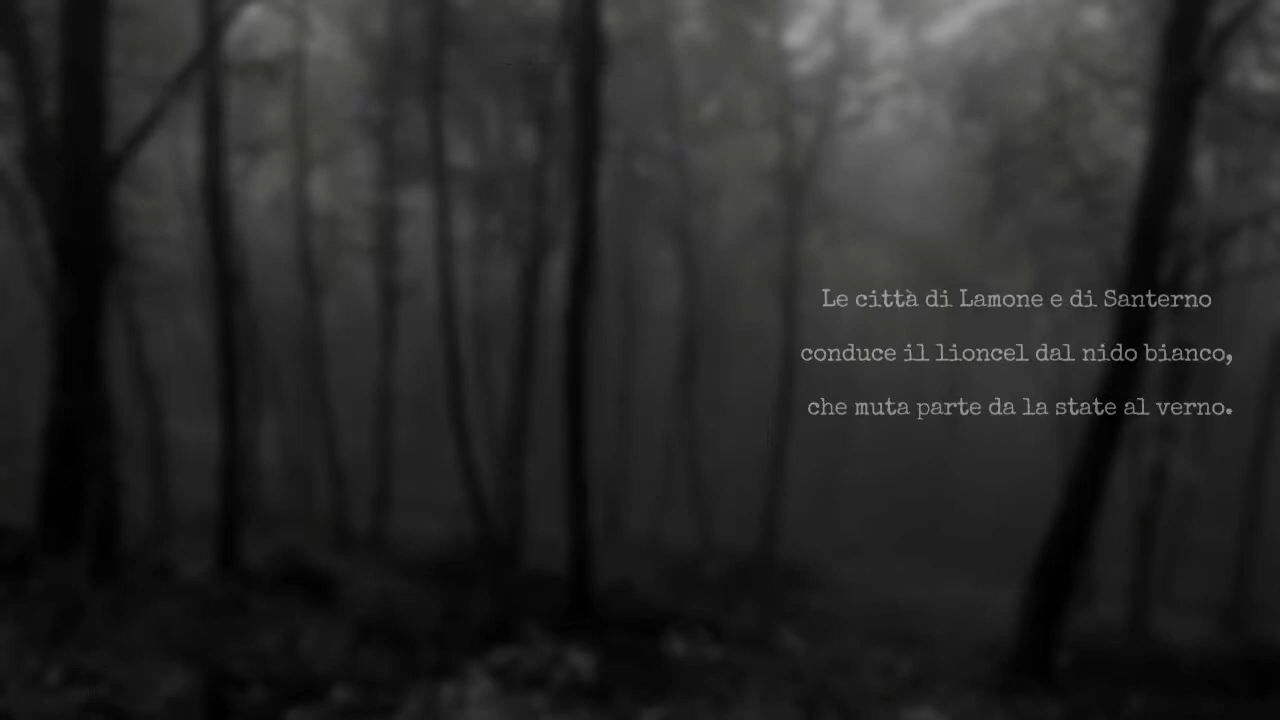 Le città di Lamone e di Santerno
conduce il lioncel dal nido bianco,
che muta parte da la state al verno.